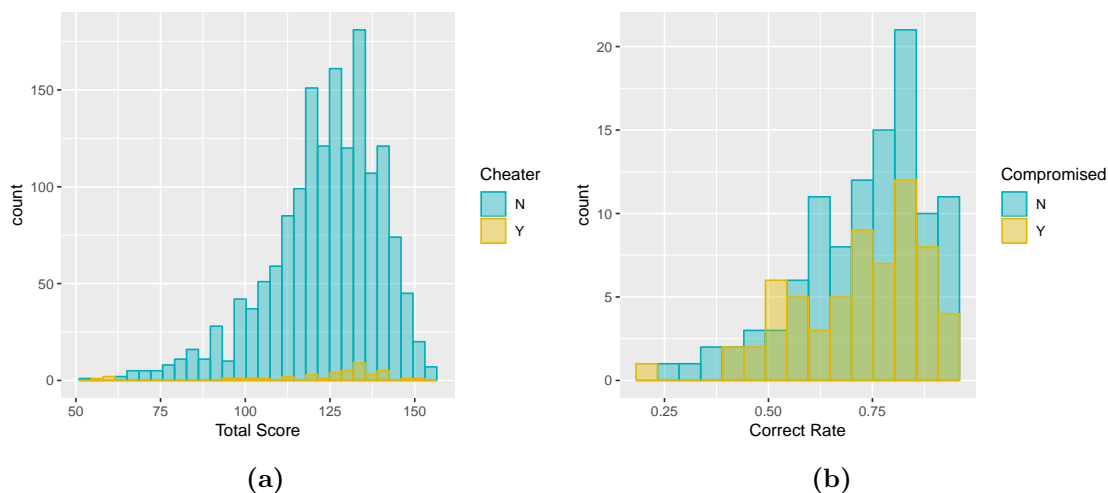 count
150
100
50
0
50
75
100
125
150
Total Score
Cheater
N
Y
(a)
count
20
15
10
5
0
0.25
0.50
0.75
Correct Rate
Compromised
N
Y
(b)